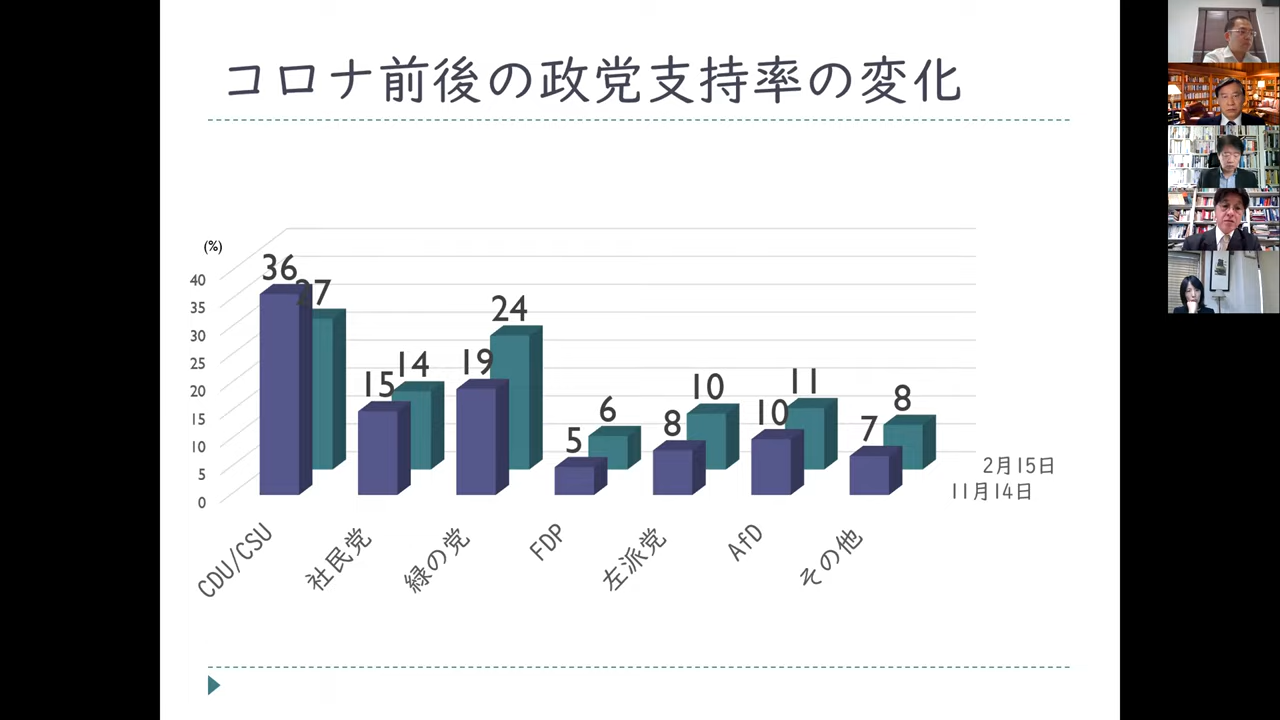 コロナ前後の政党支持率の変化
(%)
40
35
30
25
20
15
10
5
0
36
27
15
14
19
24
5
6
8
10
10
11
7
8
2月15日
11月14日
CDU/CSU
社民党
緑の党
FDP
左派党
AfD
その他